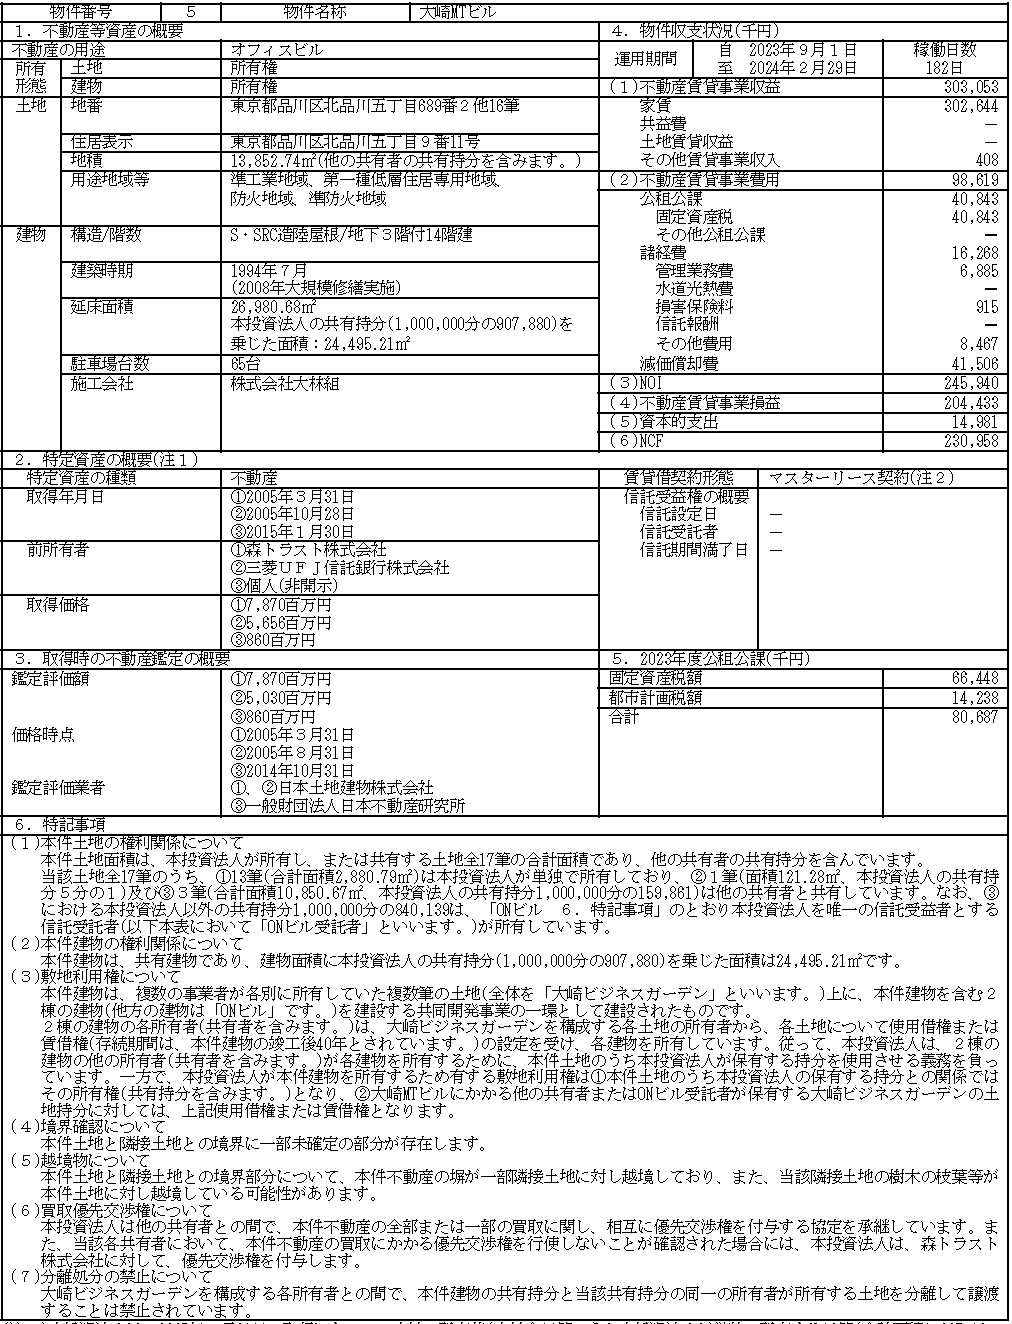 物件番号 5 物件名称 大崎MTビル
1．不動産等資産の概要
不動産の用途 オフィスビル
所有形態 土地 所有権
建物 所有権
土地 地番 東京都品川区北品川五丁目689番2他16筆
住居表示 東京都品川区北品川五丁目9番11号
地積 13,852.74㎡(他の共有者の共有持分を含みます。)
用途地域等 準工業地域、第一種低層住居専用地域、
防火地域、準防火地域
建物 構造/階数 S・SRC造陸屋根/地下3階付14階建
建築時期 1994年7月
(2008年大規模修繕実施)
延床面積 26,980.68㎡
本投資法人の共有持分(1,000,000分の907,880)を
乗じた面積：24,495.21㎡
駐車場台数 65台
施工会社 株式会社大林組
4．物件収支状況(千円)
運用期間 自 2023年9月1日 稼働日数
至 2024年2月29日 182日
(1)不動産賃貸事業収益 303,053
家賃 302,644
共益費 －
土地賃貸収益 －
その他賃貸事業収入 408
(2)不動産賃貸事業費用 98,619
公租公課 40,843
固定資産税 40,843
その他公租公課 －
諸経費 16,268
管理業務費 6,885
水道光熱費 －
損害保険料 915
信託報酬 －
その他費用 8,467
減価償却費 41,506
(3)NOI 245,940
(4)不動産賃貸事業損益 204,433
(5)資本的支出 14,981
(6)NCF 230,958
2．特定資産の概要(注1)
特定資産の種類 不動産
取得年月日 ①2005年3月31日
②2005年10月28日
③2015年1月30日
前所有者 ①森トラスト株式会社
②三菱UFJ信託銀行株式会社
③個人(非開示)
取得価格 ①7,870百万円
②5,656百万円
③860百万円
賃貸借契約形態 マスターリース契約(注2)
信託受益権の概要
信託設定日 －
信託受託者 －
信託期間満了日 －
3．取得時の不動産鑑定の概要
鑑定評価額 ①7,870百万円
②5,030百万円
③860百万円
価格時点 ①2005年3月31日
②2005年8月31日
③2014年10月31日
鑑定評価業者 ①、②日本土地建物株式会社
③一般財団法人日本不動産研究所
5．2023年度公租公課(千円)
固定資産税額 66,448
都市計画税額 14,238
合計 80,687
6．特記事項
(1)本件土地の権利関係について
本件土地面積は、本投資法人が所有し、または共有する土地全17筆の合計面積であり、他の共有者の共有持分を含んでいます。
当該土地全17筆のうち、①13筆(合計面積2,880.79㎡)は本投資法人が単独で所有しており、②1筆(面積121.28㎡、本投資法人の共有持
分5分の1)及び③3筆(合計面積10,850.67㎡、本投資法人の共有持分1,000,000分の159,861)は他の共有者と共有しています。なお、③
における本投資法人以外の共有持分1,000,000分の840,139は、「ONビル 6．特記事項」のとおり本投資法人を唯一の信託受益者とする
信託受託者(以下本表において「ONビル受託者」といいます。)が所有しています。
(2)本件建物の権利関係について
本件建物は、共有建物であり、建物面積に本投資法人の共有持分(1,000,000分の907,880)を乗じた面積は24,495.21㎡です。
(3)敷地利用権について
本件建物は、複数の事業者が各別に所有していた複数筆の土地(全体を「大崎ビジネスガーデン」といいます。)上に、本件建物を含む2
棟の建物(他方の建物は「ONビル」です。)を建設する共同開発事業の一環として建設されたものです。
2棟の建物の各所有者(共有者を含みます。)は、大崎ビジネスガーデンを構成する各土地の所有者から、各土地について使用借権または
賃借権(存続期間は、本件建物の竣工後40年とされています。)の設定を受け、各建物を所有しています。従って、本投資法人は、2棟の
建物の他の所有者(共有者を含みます。)が各建物を所有するために、本件土地のうち本投資法人が保有する持分を使用させる義務を負っ
ています。一方で、本投資法人が本件建物を所有するため有する敷地利用権は①本件土地のうち本投資法人の保有する持分との関係では
その所有権(共有持分を含みます。)となり、②大崎MTビルにかかる他の共有者またはONビル受託者が保有する大崎ビジネスガーデンの土
地持分に対しては、上記使用借権または賃借権となります。
(4)境界確認について
本件土地と隣接土地との境界に一部未確定の部分が存在します。
(5)越境物について
本件土地と隣接土地との境界部分について、本件不動産の塀が一部隣接土地に対し越境しており、また、当該隣接土地の樹木の枝葉等が
本件土地に対し越境している可能性があります。
(6)買取優先交渉権について
本投資法人は他の共有者との間で、本件不動産の全部または一部の買取に関し、相互に優先交渉権を付与する協定を承継しています。ま
た、当該各共有者において、本件不動産の買取にかかる優先交渉権を行使しないことが確認された場合には、本投資法人は、森トラスト
株式会社に対して、優先交渉権を付与します。
(7)分離処分の禁止について
大崎ビジネスガーデンを構成する各所有者との間で、本件建物の共有持分と当該共有持分の同一の所有者が所有する土地を分離して譲渡
することは禁止されています。